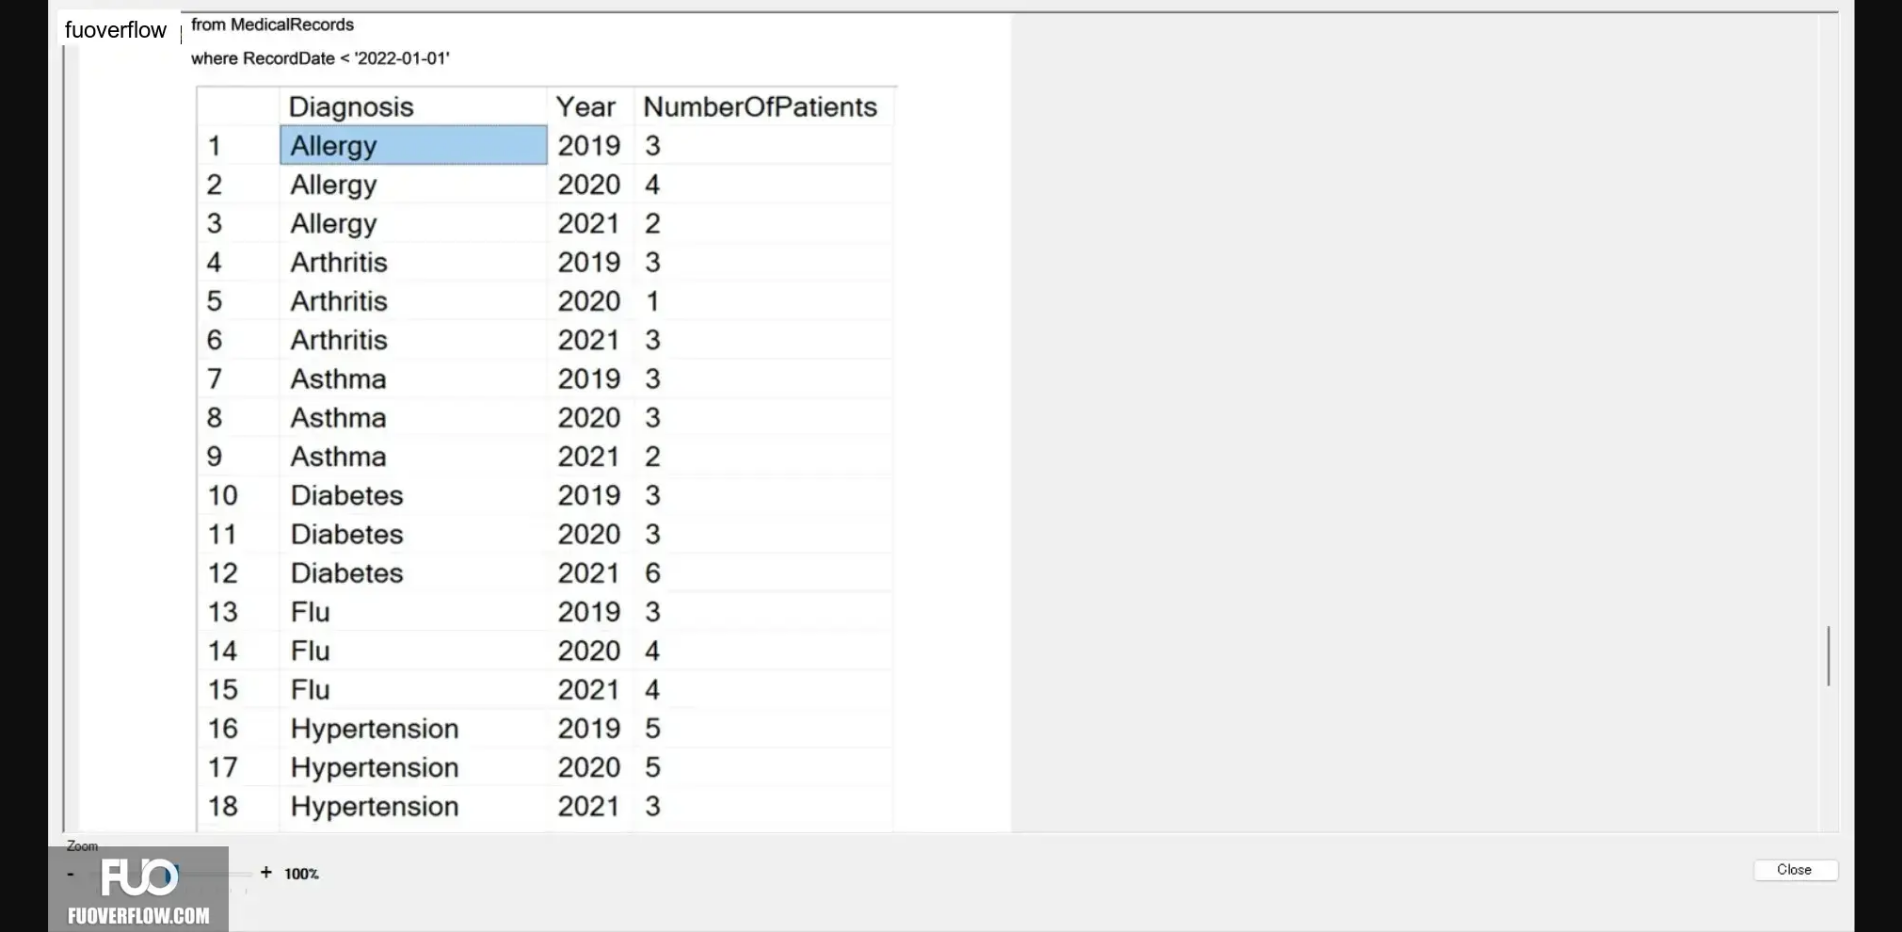 fuoverflow
from MedicalRecords
where RecordDate < '2022-01-01'
Diagnosis Year NumberOfPatients
1 Allergy 2019 3
2 Allergy 2020 4
3 Allergy 2021 2
4 Arthritis 2019 3
5 Arthritis 2020 1
6 Arthritis 2021 3
7 Asthma 2019 3
8 Asthma 2020 3
9 Asthma 2021 2
10 Diabetes 2019 3
11 Diabetes 2020 3
12 Diabetes 2021 6
13 Flu 2019 3
14 Flu 2020 4
15 Flu 2021 4
16 Hypertension 2019 5
17 Hypertension 2020 5
18 Hypertension 2021 3
Zoom
- + 100%
Close
FUO
FUOVERFLOW.COM